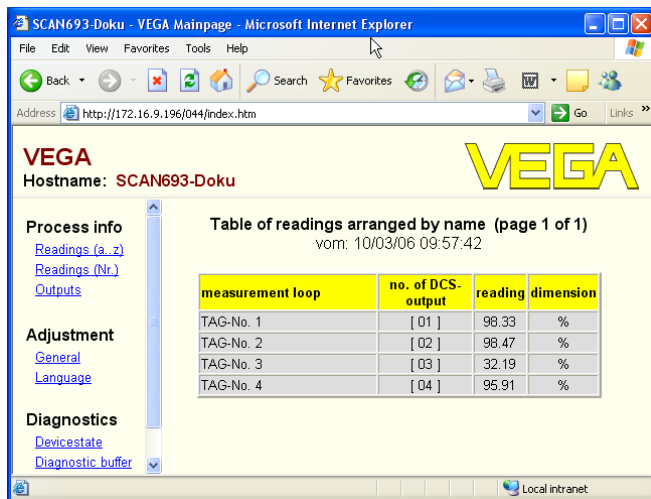 SCAN693-Doku - VEGA Mainpage - Microsoft Internet Explorer
File Edit View Favorites Tools Help
Back Search Favorites
Address http://172.16.9.196/044/index.htm Go Links »
VEGA
Hostname: SCAN693-Doku
VEGA
Process info
Readings (a..z)
Readings (Nr.)
Outputs
Adjustment
General
Language
Diagnostics
Devicestate
Diagnostic buffer
Table of readings arranged by name (page 1 of 1)
vom: 10/03/06 09:57:42
measurement loop no. of DCS-output reading dimension
TAG-No. 1 [ 01 ] 98.33 %
TAG-No. 2 [ 02 ] 98.47 %
TAG-No. 3 [ 03 ] 32.19 %
TAG-No. 4 [ 04 ] 95.91 %
Local intranet